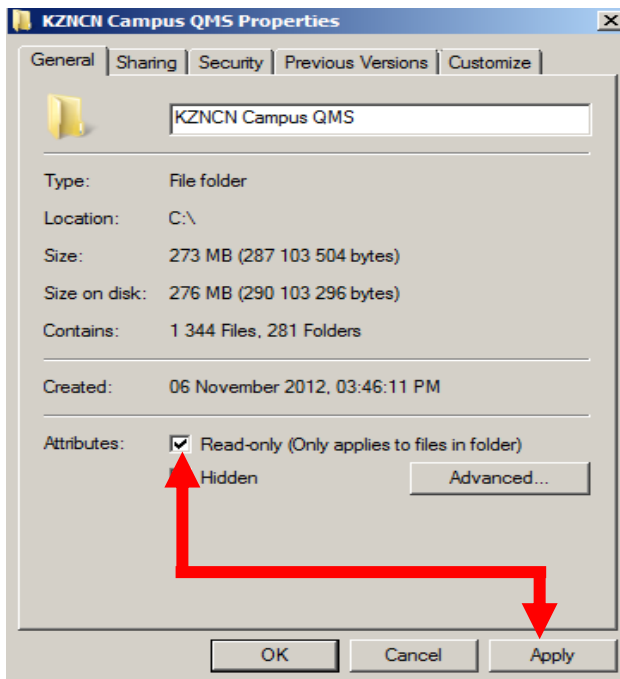 KZNCN Campus QMS Properties
General Sharing Security Previous Versions Customize
KZNCN Campus QMS
Type: File folder
Location: C:\
Size: 273 MB (287 103 504 bytes)
Size on disk: 276 MB (290 103 296 bytes)
Contains: 1 344 Files, 281 Folders
Created: 06 November 2012, 03:46:11 PM
Attributes: Read-only (Only applies to files in folder)
Hidden Advanced...
OK Cancel Apply